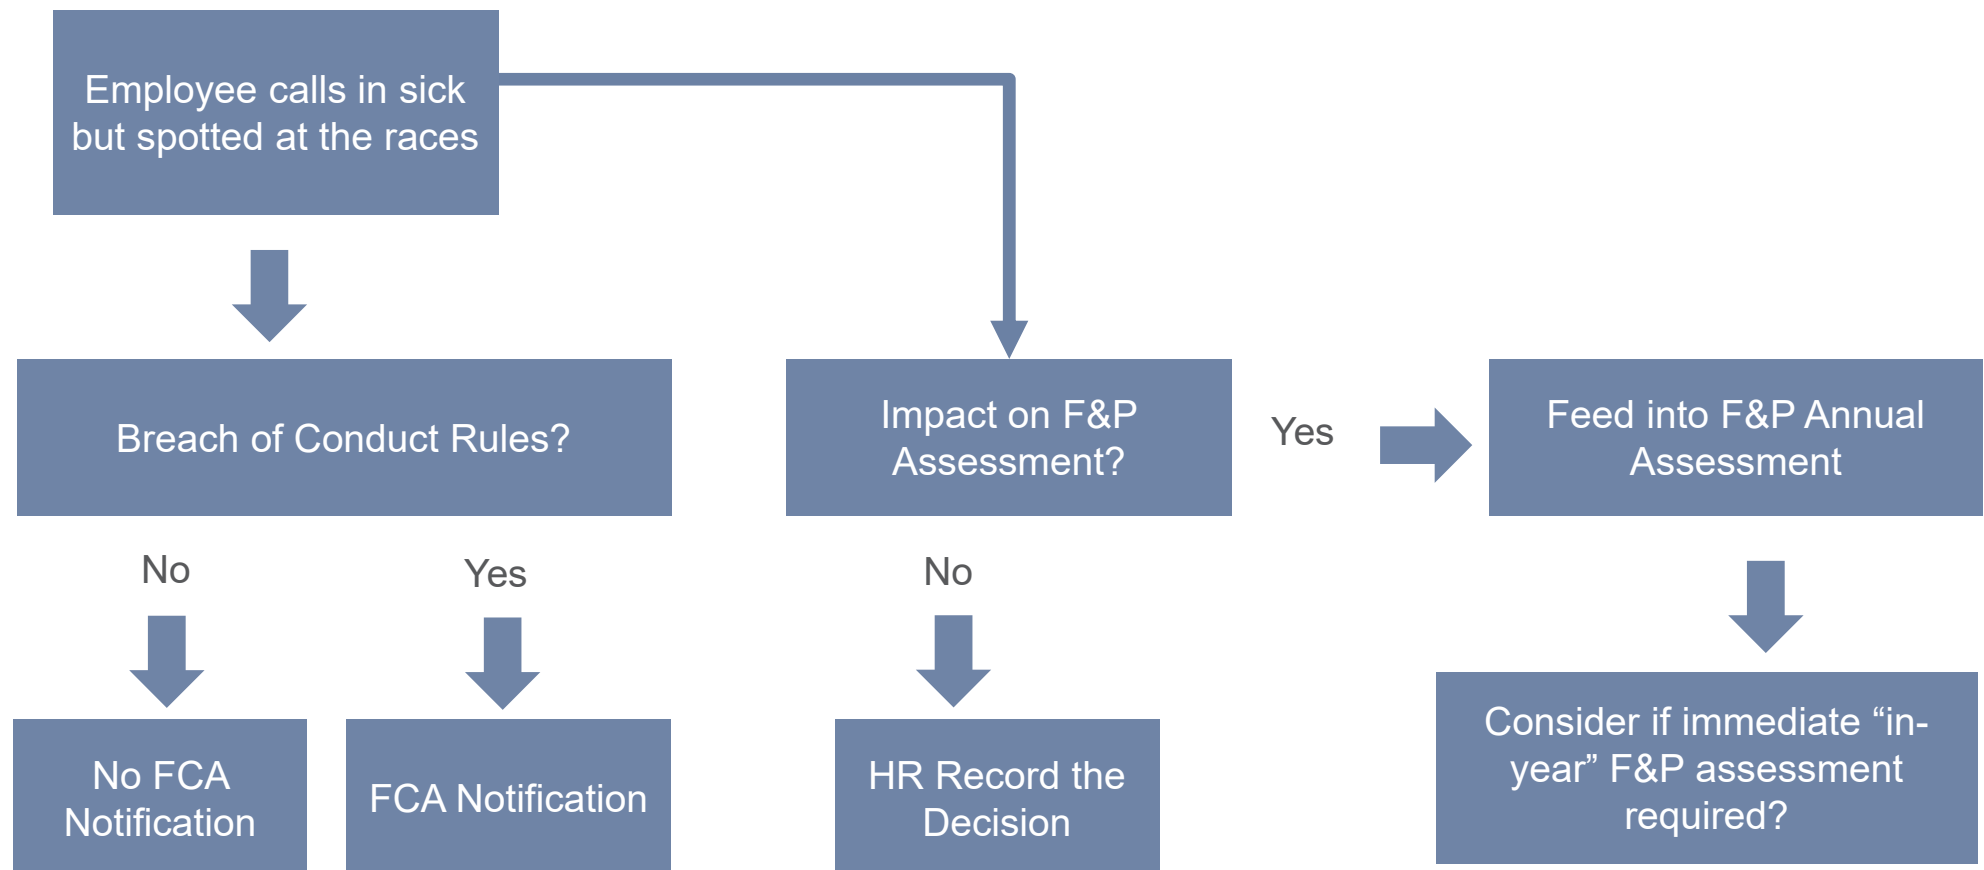 Employee calls in sick
but spotted at the races
Breach of Conduct Rules?
Impact on F&P
Assessment?
Yes
Feed into F&P Annual
Assessment
No
Yes
No
No FCA
Notification
FCA Notification
HR Record the
Decision
Consider if immediate “in-
year” F&P assessment
required?